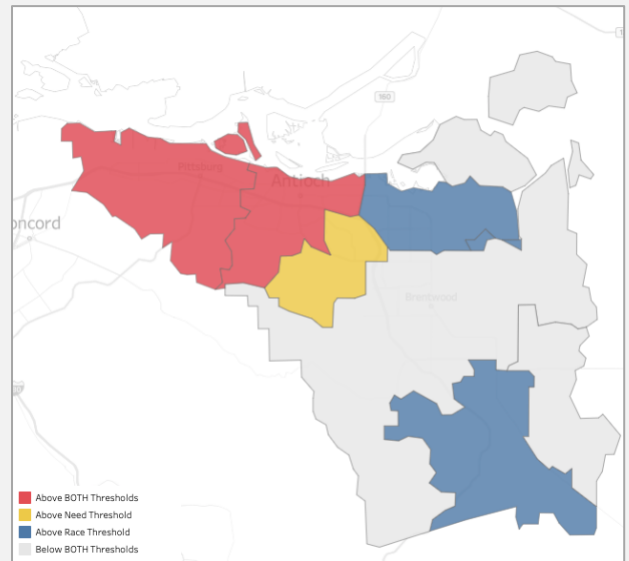 160
Pittsburg
Antioch
oncord
Brentwood
Above BOTH Thresholds
Above Need Threshold
Above Race Threshold
Below BOTH Thresholds